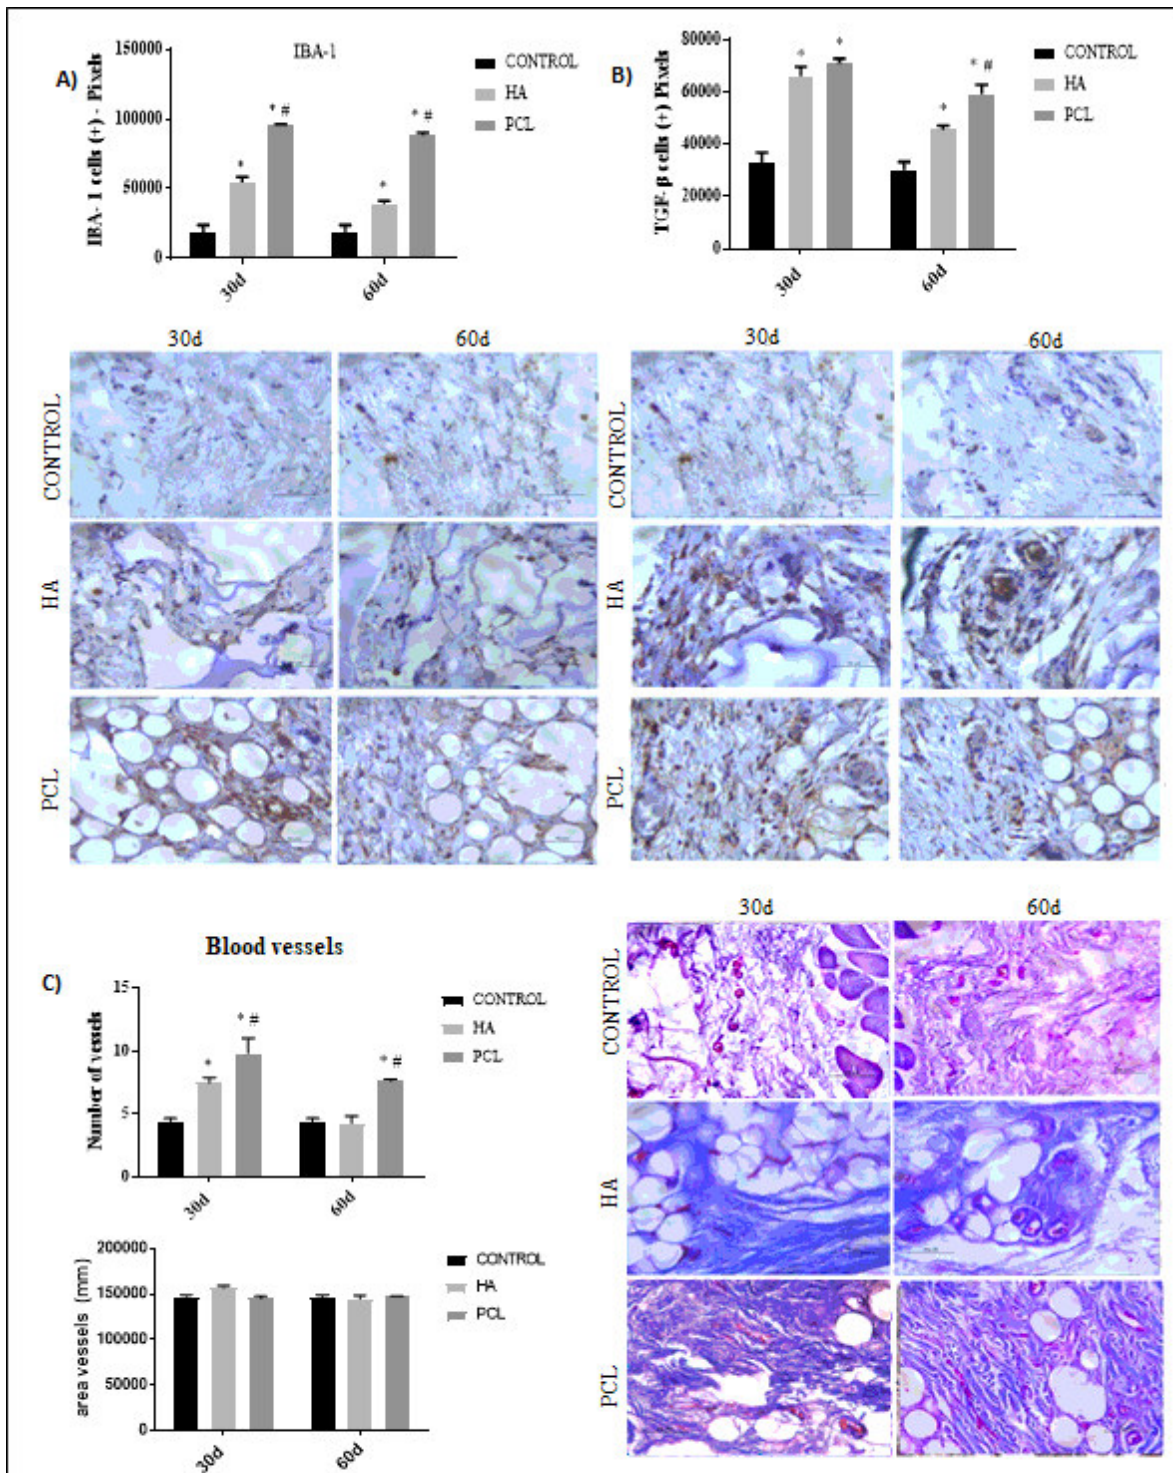 A)
IBA-1
IBA- 1 cells (+) - Pixels
150000
100000
50000
0
* 
* #
*
* #
30d
60d
CONTROL
HA
PCL
B)
TGF- β cells (+) Pixels
80000
60000
40000
20000
0
*
*
*
* #
30d
60d
CONTROL
HA
PCL
30d
60d
CONTROL
HA
PCL
30d
60d
CONTROL
HA
PCL
C)
Blood vessels
Number of vessels
15
10
5
0
*
* #
* #
30d
60d
CONTROL
HA
PCL
area vessels (mm)
200000
150000
100000
50000
0
30d
60d
CONTROL
HA
PCL
30d
60d
CONTROL
HA
PCL